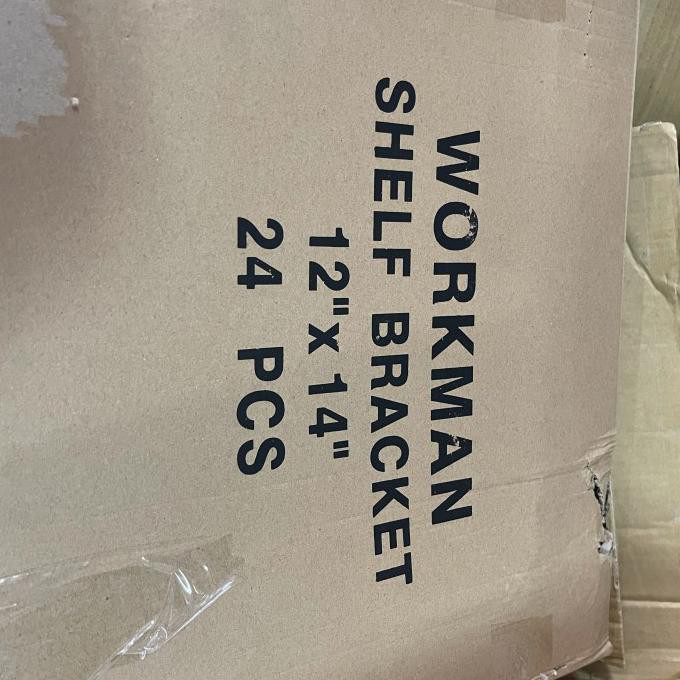 WORKMAN
SHELF BRACKET
12"x 14"
24 PCS